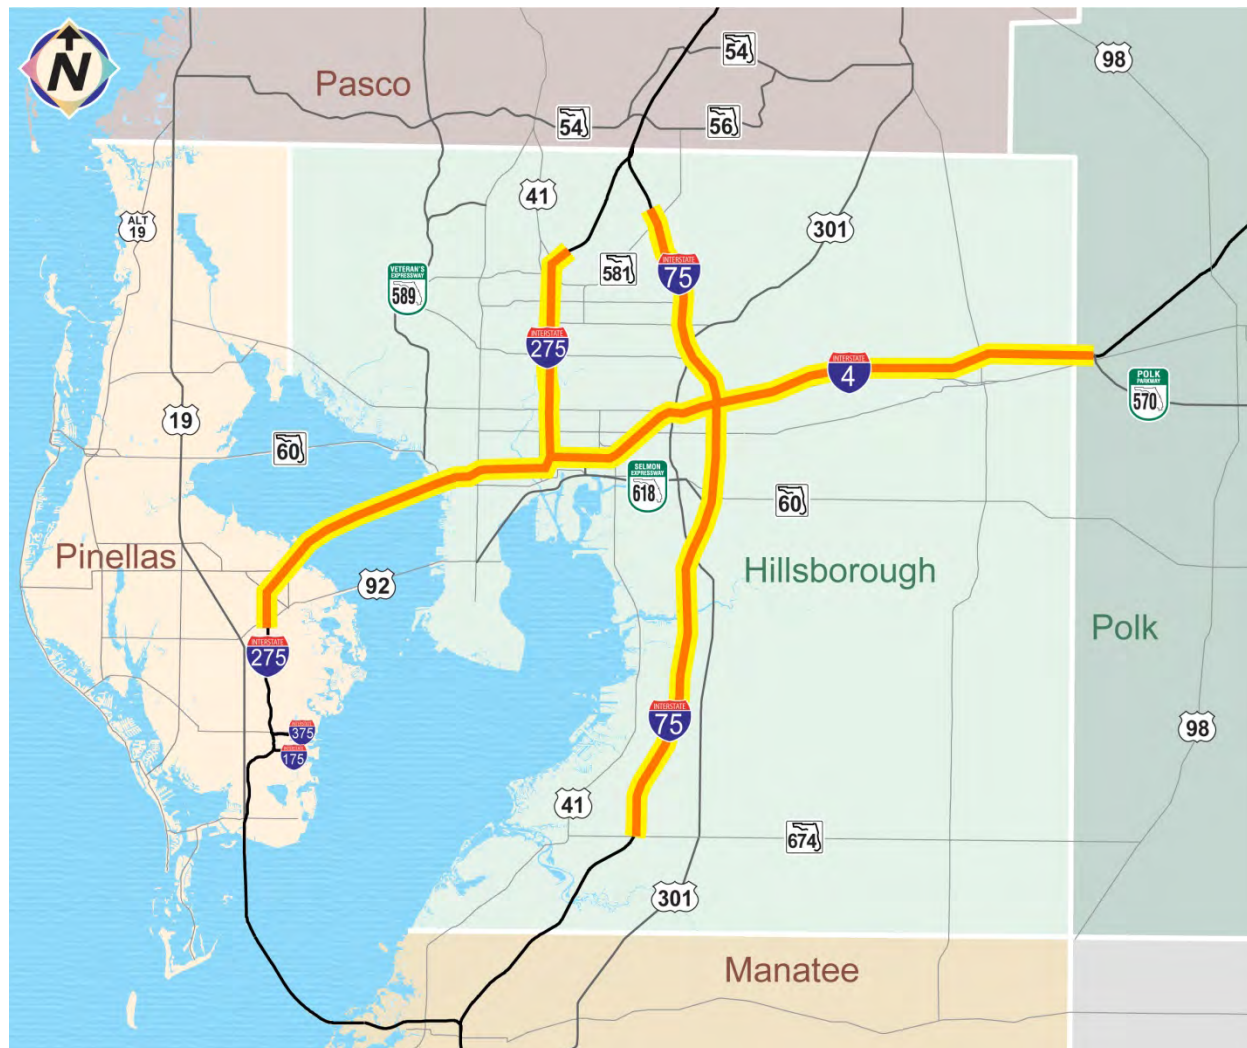 N
Pasco
54
98
54
56
41
ALT
19
301
VETERAN'S
EXPRESSWAY
589
581
INTERSTATE
75
INTERSTATE
275
INTERSTATE
4
POLK
PARKWAY
570
19
60
SELMON
EXPRESSWAY
618
60
Pinellas
92
Hillsborough
Polk
INTERSTATE
275
INTERSTATE
75
INTERSTATE
375
INTERSTATE
175
98
41
674
301
Manatee